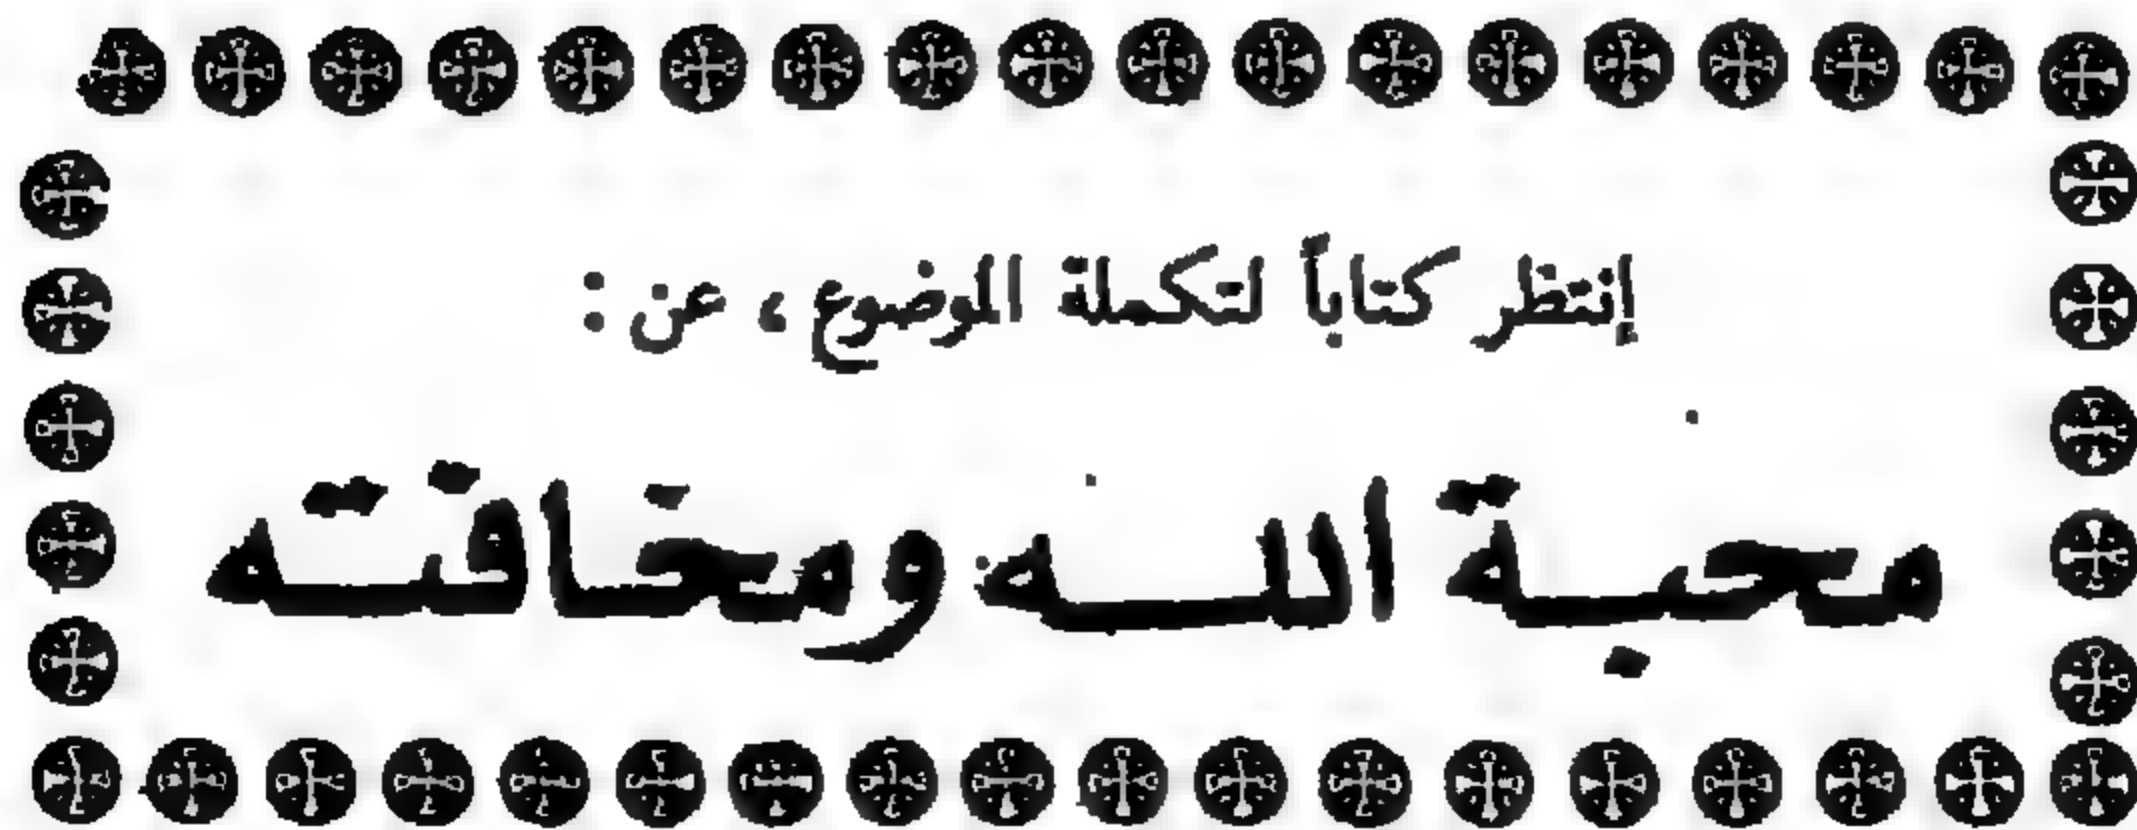 إنتظر كتاباً لتكملة الموضوع ، عن :
محبة الله ومخافته